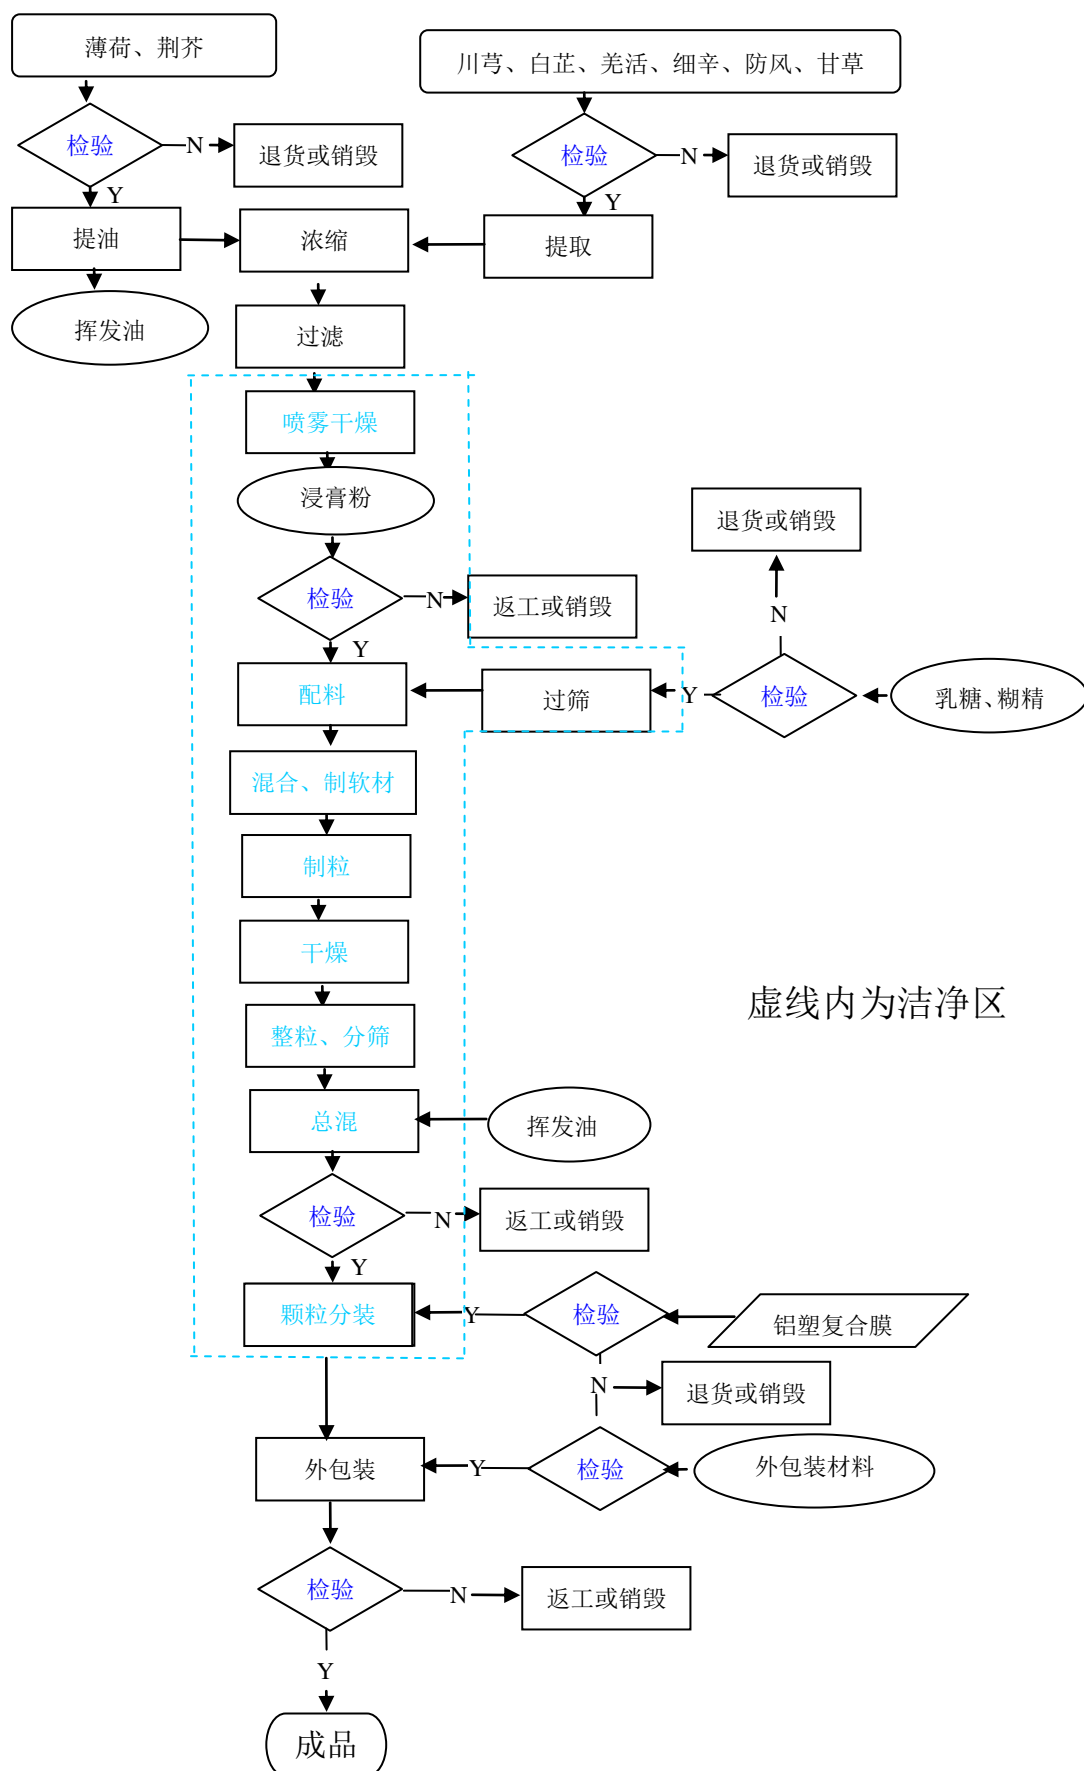 薄荷、荆芥
川芎、白芷、羌活、细辛、防风、甘草
检验
N
退货或销毁
检验
N
退货或销毁
Y
Y
提油
浓缩
提取
挥发油
过滤
喷雾干燥
浸膏粉
退货或销毁
检验
N
返工或销毁
N
Y
配料
过筛
Y
检验
乳糖、糊精
混合、制软材
制粒
干燥
虚线内为洁净区
整粒、分筛
总混
挥发油
检验
N
返工或销毁
Y
颗粒分装
Y
检验
铝塑复合膜
N
退货或销毁
外包装
Y
检验
外包装材料
检验
N
返工或销毁
Y
成品